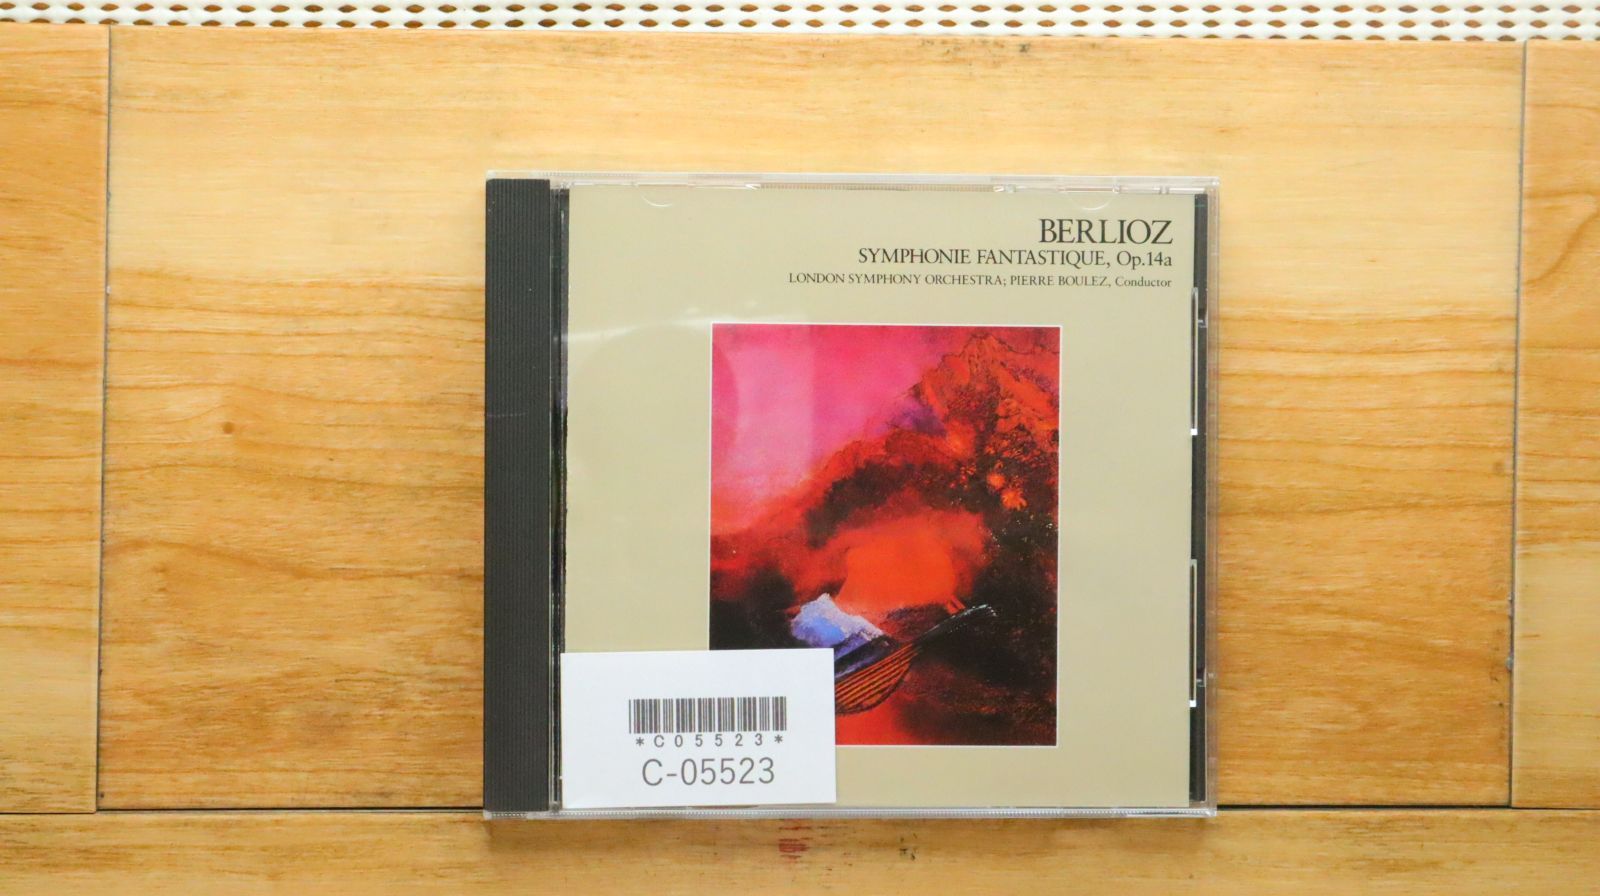 BERLIOZ
SYMPHONIE FANTASTIQUE, Op.14a
LONDON SYMPHONY ORCHESTRA; PIERRE BOULEZ, Conductor
*C05523*
C-05523